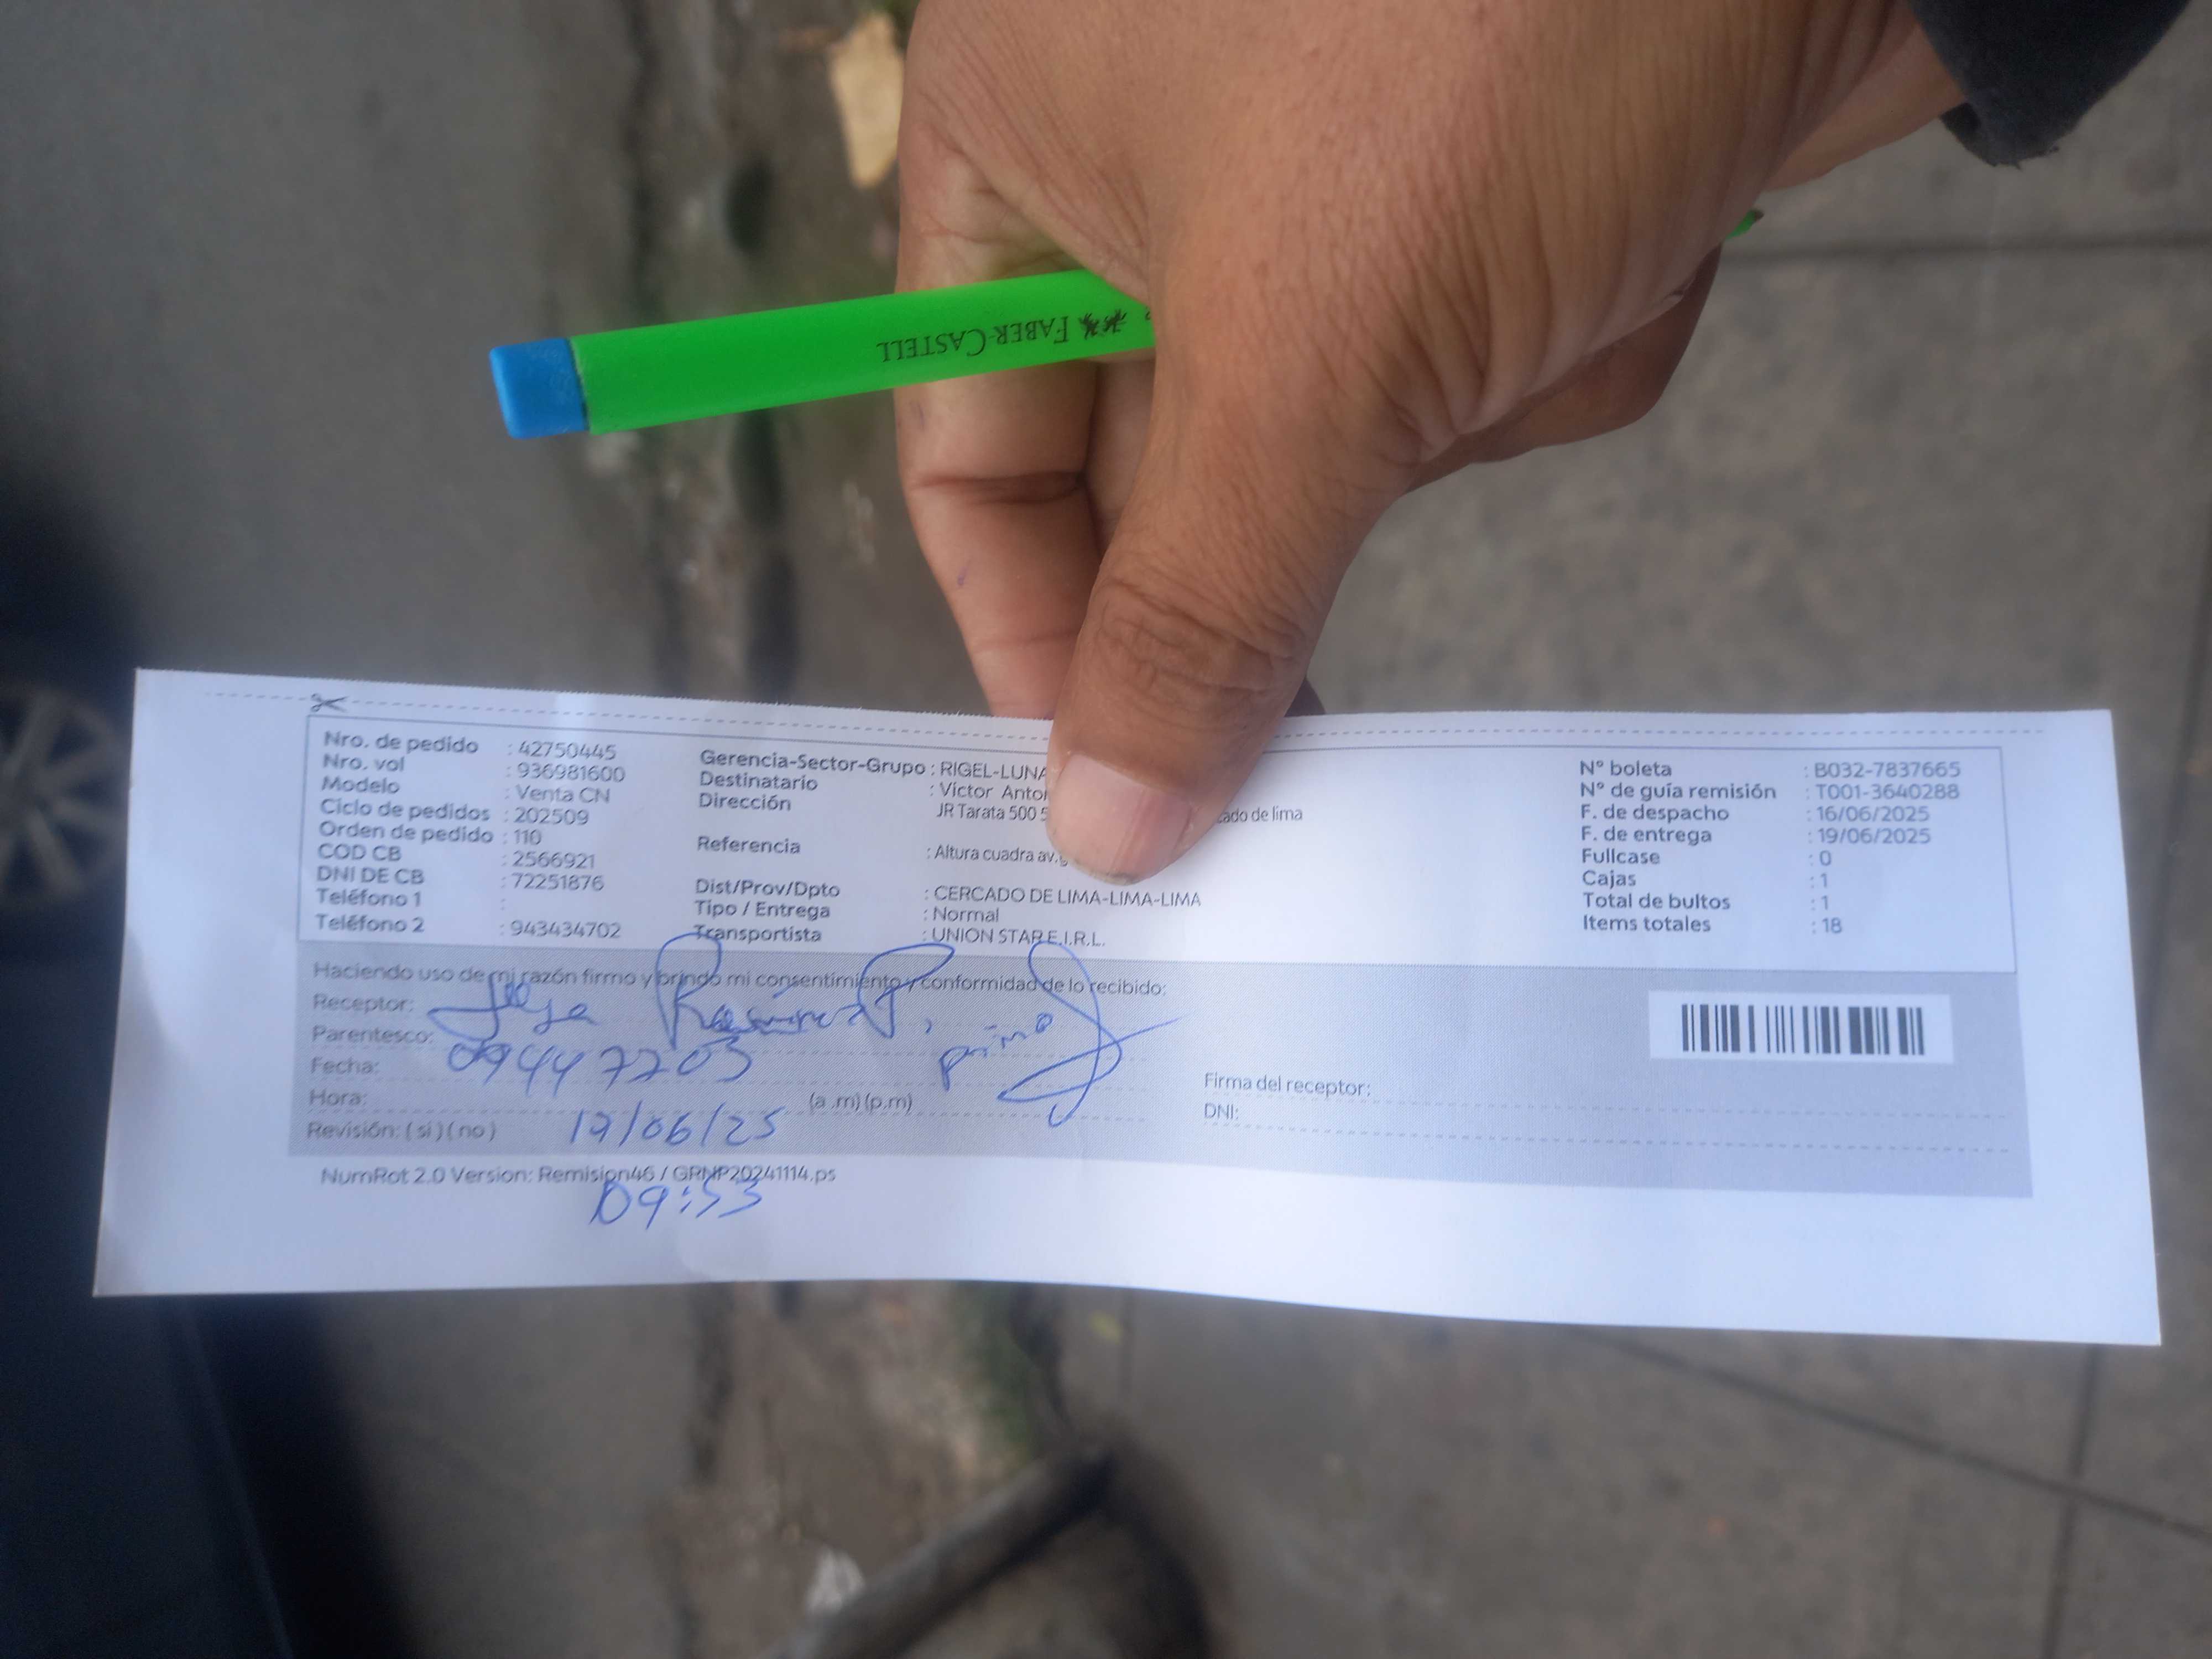 FABER-CASTELL
Nro. de pedido : 42750445
Nro. vol : 936981600
Modelo : Venta CN
Ciclo de pedidos : 202509
Orden de pedido : 110
COD CB : 2566921
DNI DE CB : 72251876
Teléfono 1 :
Teléfono 2 : 943434702
Gerencia-Sector-Grupo : RIGEL-LUNA
Destinatario : Victor
Dirección JR Tarata 500 de lima
Referencia : Altura cuadra av.
Dist/Prov/Dpto : CERCADO DE LIMA-LIMA-LIMA
Tipo / Entrega : Normal
Transportista : UNION STAR E.I.R.L.
N° boleta : B032-7837665
N° de guía remisión : T001-3640288
F. de despacho : 16/06/2025
F. de entrega : 19/06/2025
Fullcase : 0
Cajas : 1
Total de bultos : 1
Items totales : 18
Haciendo uso de mi razón firmo y brindo mi consentimiento y conformidad de lo recibido:
Receptor:
Parentesco: primo
Fecha: 09447703
Hora: (a .m) (p.m)
Revisión: ( si ) ( no ) 19/06/25
Firma del receptor:
DNI:
NumRot 2.0 Version: Remision46 / GRNP20241114.ps
09:53